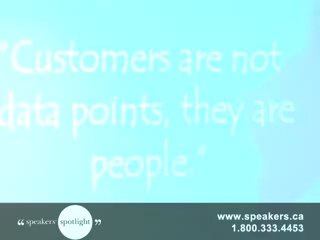 "Customers are not
data points, they are
people."
"speakers' spotlight"
www.speakers.ca
1.800.333.4453